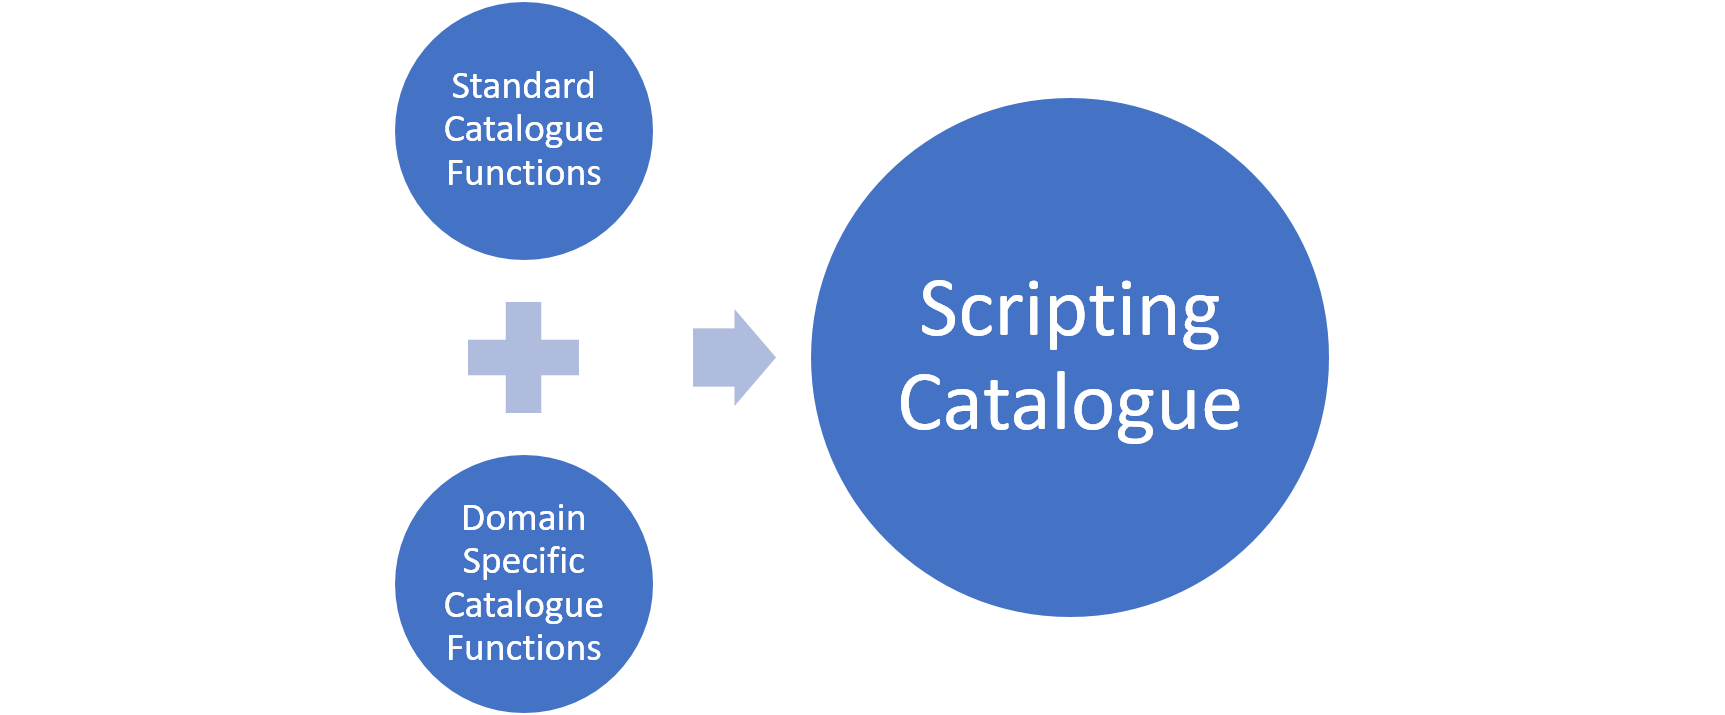 Standard
Catalogue
Functions
Domain
Specific
Catalogue
Functions
Scripting
Catalogue